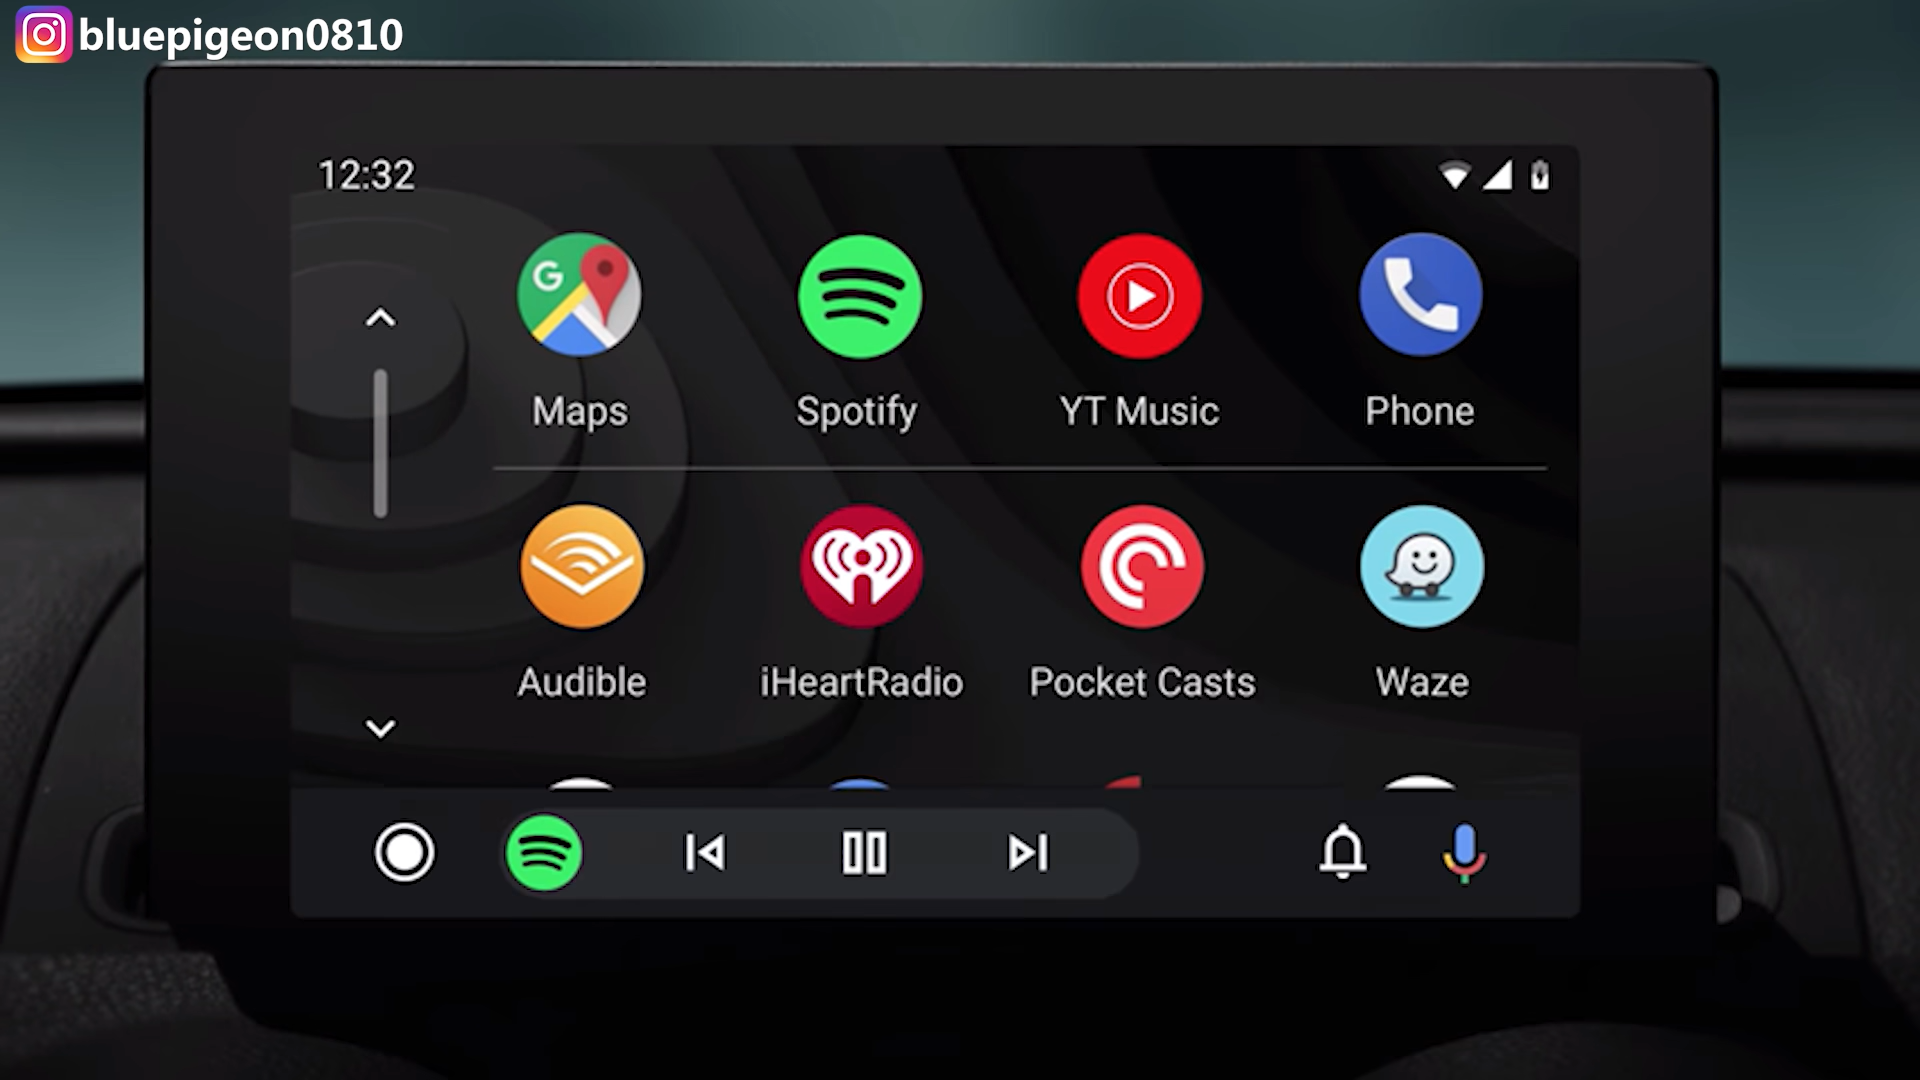 bluepigeon0810
12:32
G
Maps Spotify YT Music Phone
Audible iHeartRadio Pocket Casts Waze